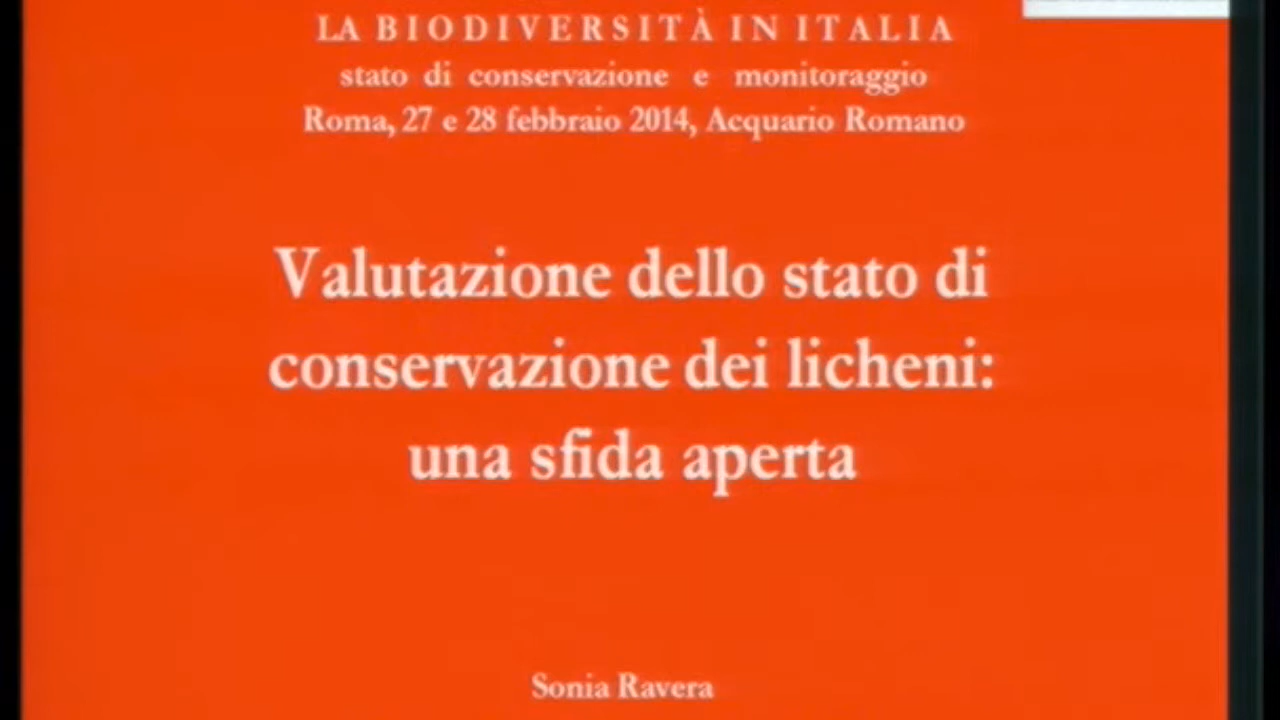 LA BIODIVERSITÀ IN ITALIA
stato di conservazione e monitoraggio
Roma, 27 e 28 febbraio 2014, Acquario Romano
Valutazione dello stato di
conservazione dei licheni:
una sfida aperta
Sonia Ravera